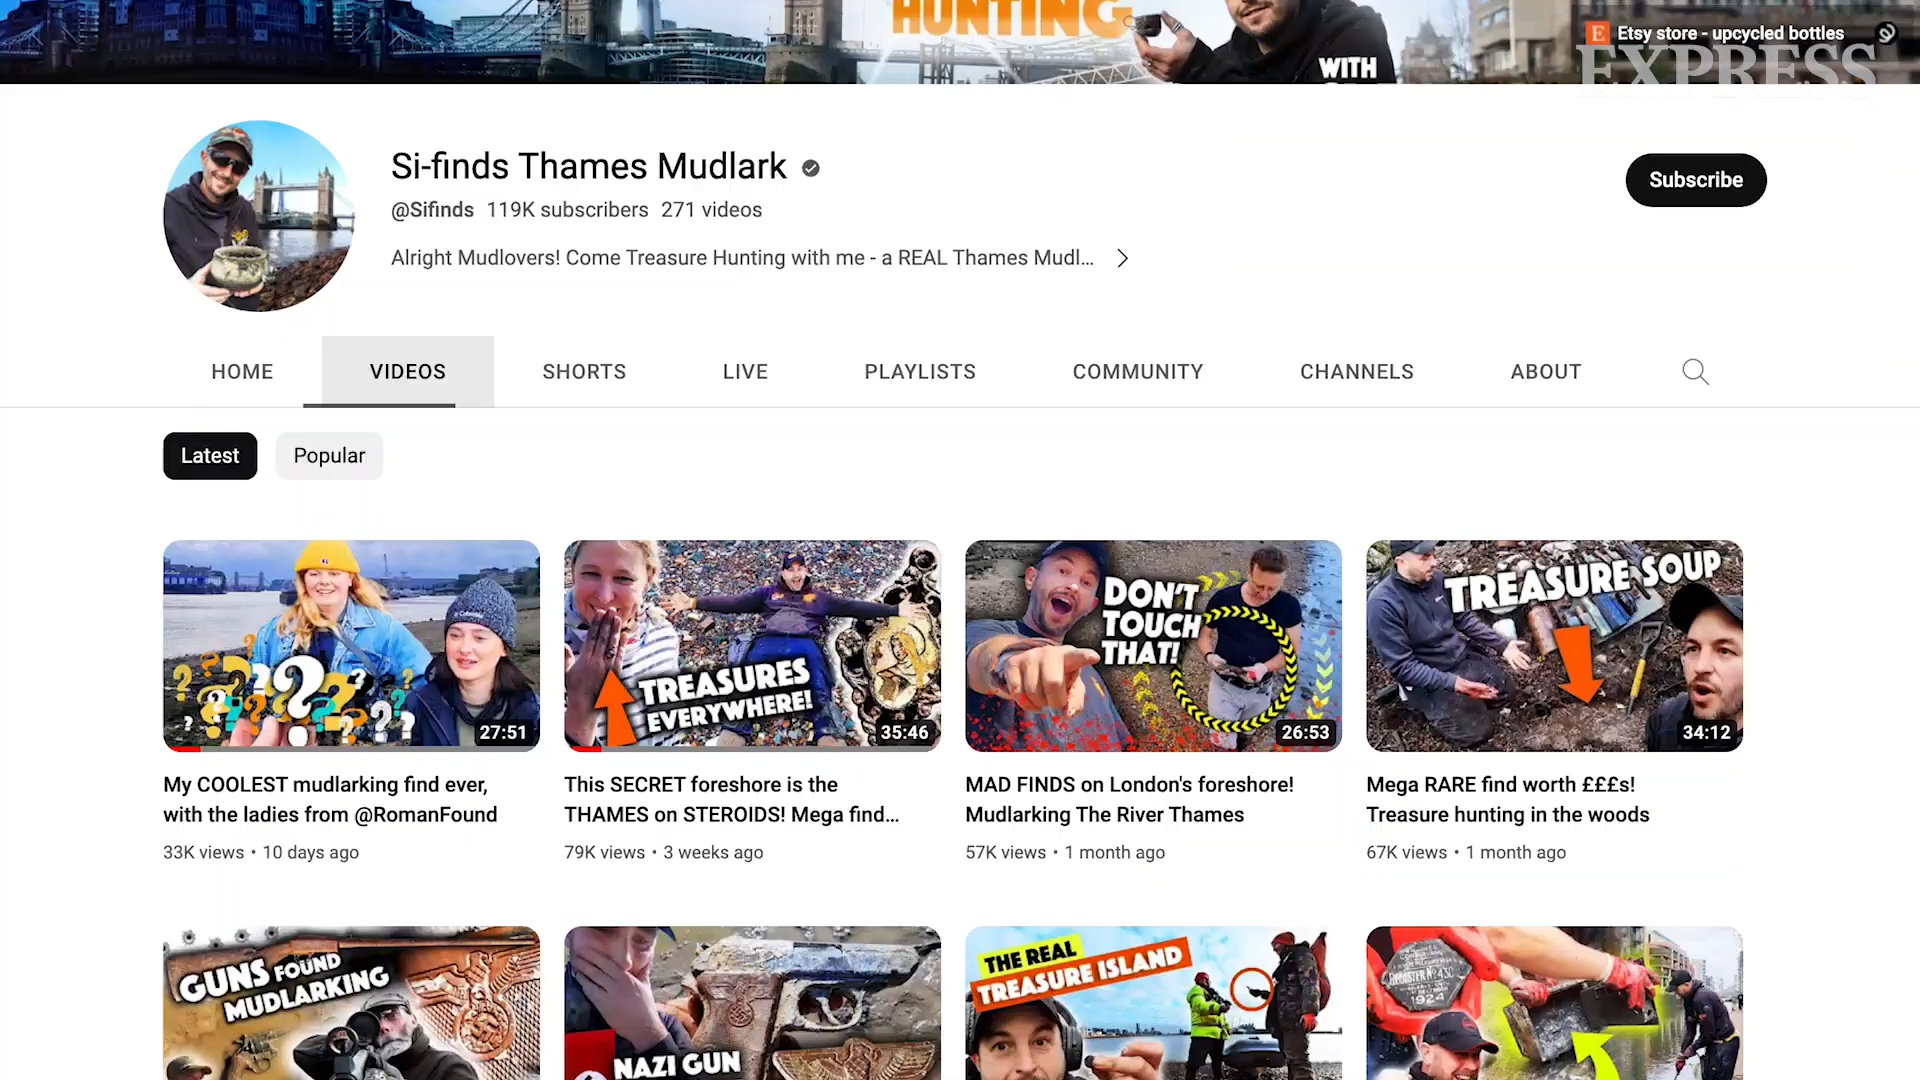 HUNTING
WITH
Etsy store - upcycled bottles
EXPRESS
Si-finds Thames Mudlark
@Sifinds 119K subscribers 271 videos
Alright Mudlovers! Come Treasure Hunting with me - a REAL Thames Mudl...
Subscribe
HOME VIDEOS SHORTS LIVE PLAYLISTS COMMUNITY CHANNELS ABOUT
Latest Popular
27:51
TREASURES
EVERYWHERE!
35:46
DON'T
TOUCH
THAT!
26:53
TREASURE SOUP
34:12
My COOLEST mudlarking find ever,
with the ladies from @RomanFound
33K views • 10 days ago
This SECRET foreshore is the
THAMES on STEROIDS! Mega find...
79K views • 3 weeks ago
MAD FINDS on London's foreshore!
Mudlarking The River Thames
57K views • 1 month ago
Mega RARE find worth £££s!
Treasure hunting in the woods
67K views • 1 month ago
GUNS FOUND
MUDLARKING
NAZI GUN
THE REAL
TREASURE ISLAND
REGISTER No 430
1924